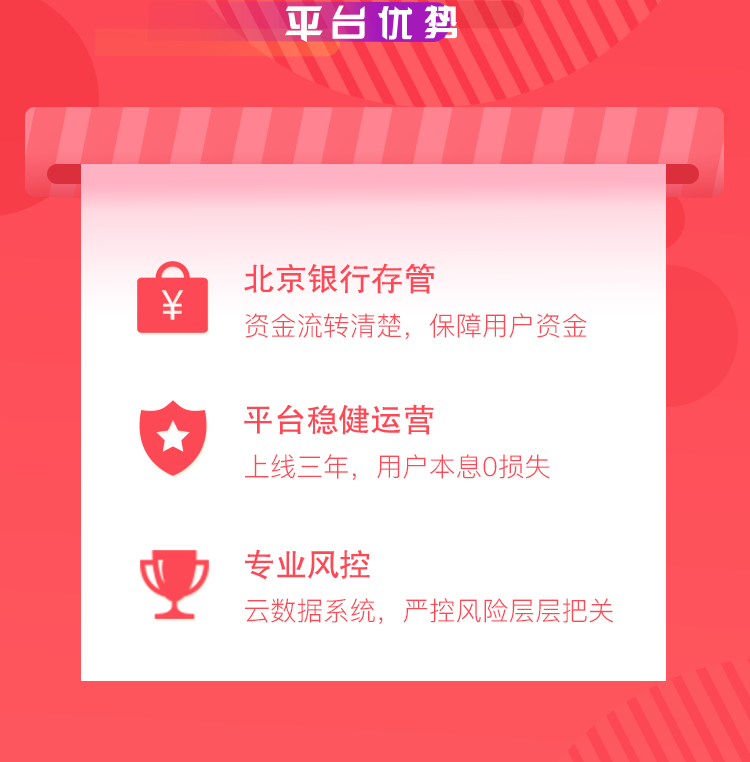 平台优势
¥
北京银行存管
资金流转清楚，保障用户资金
平台稳健运营
上线三年，用户本息0损失
专业风控
云数据系统，严控风险层层把关